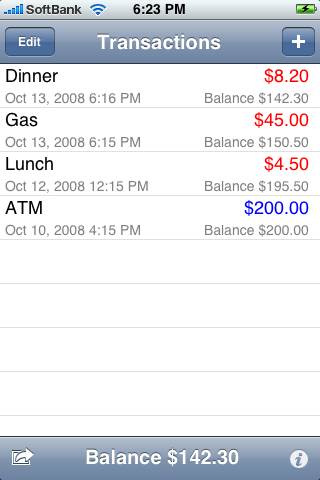 SoftBank 6:23 PM
Edit Transactions +
Dinner $8.20
Oct 13, 2008 6:16 PM Balance $142.30
Gas $45.00
Oct 13, 2008 6:15 PM Balance $150.50
Lunch $4.50
Oct 12, 2008 12:15 PM Balance $195.50
ATM $200.00
Oct 10, 2008 4:15 PM Balance $200.00
Balance $142.30